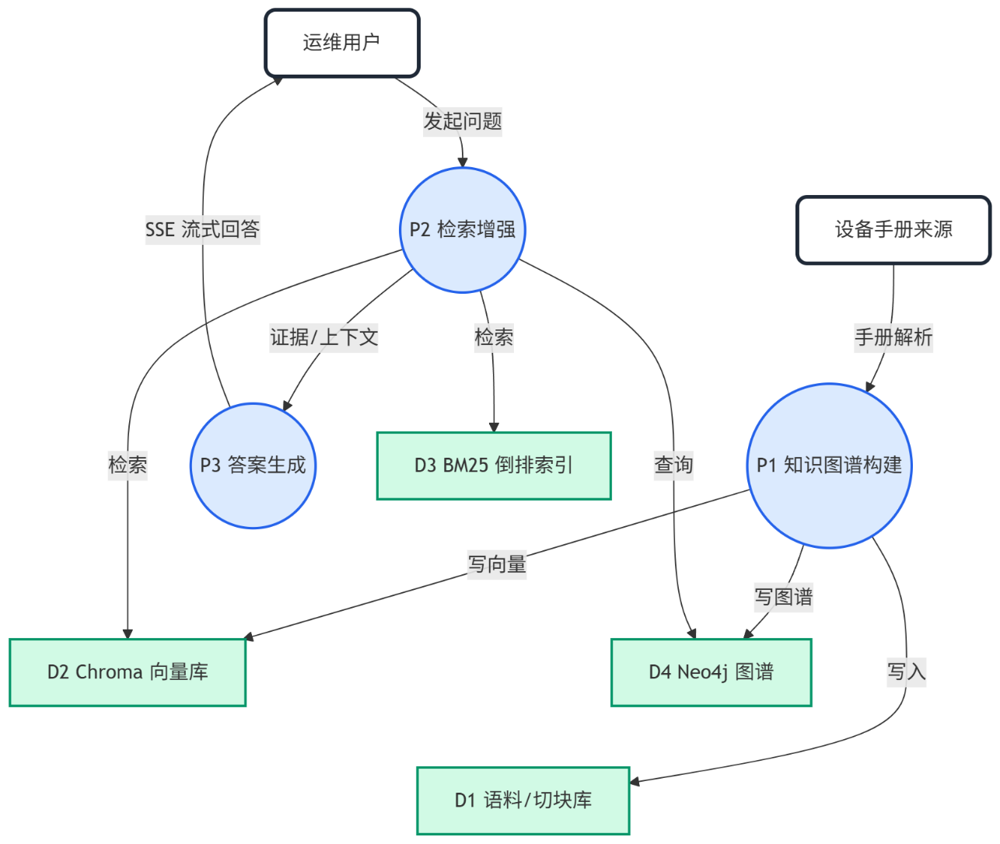 运维用户
发起问题
SSE 流式回答
P2 检索增强
设备手册来源
证据/上下文
检索
手册解析
检索
P3 答案生成
D3 BM25 倒排索引
查询
P1 知识图谱构建
写向量
写图谱
D2 Chroma 向量库
D4 Neo4j 图谱
写入
D1 语料/切块库